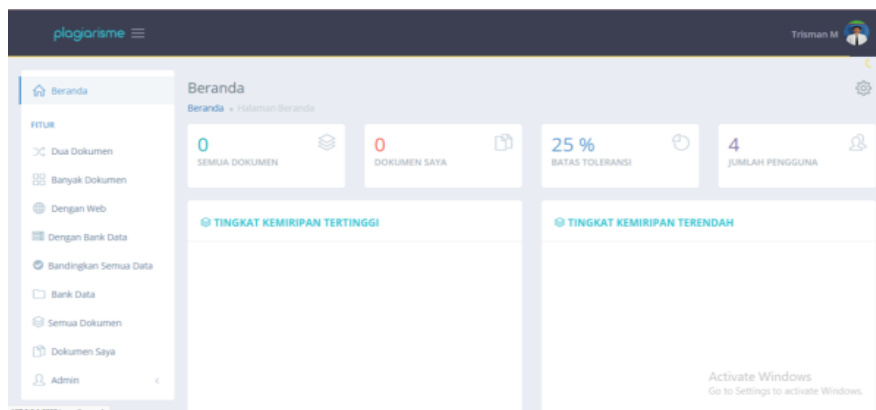 plagiarisme
Trisman M
Beranda
FITUR
Dua Dokumen
Banyak Dokumen
Dengan Web
Dengan Bank Data
Bandingkan Semua Data
Bank Data
Semua Dokumen
Dokumen Saya
Admin
Beranda
Beranda • Halaman Beranda
0
SEMUA DOKUMEN
0
DOKUMEN SAYA
25 %
BATAS TOLERANSI
4
JUMLAH PENGGUNA
TINGKAT KEMIRIPAN TERTINGGI
TINGKAT KEMIRIPAN TERENDAH
Activate Windows
Go to Settings to activate Windows.